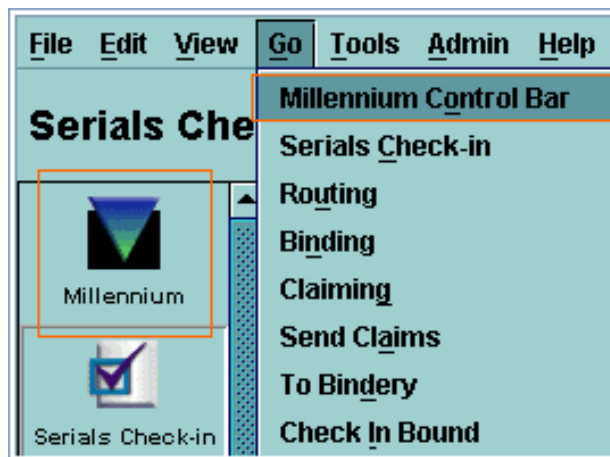 File Edit View Go Tools Admin Help
Serials Che
Millennium Control Bar
Serials Check-in
Routing
Binding
Claiming
Send Claims
To Bindery
Check In Bound
Millennium
Serials Check-in